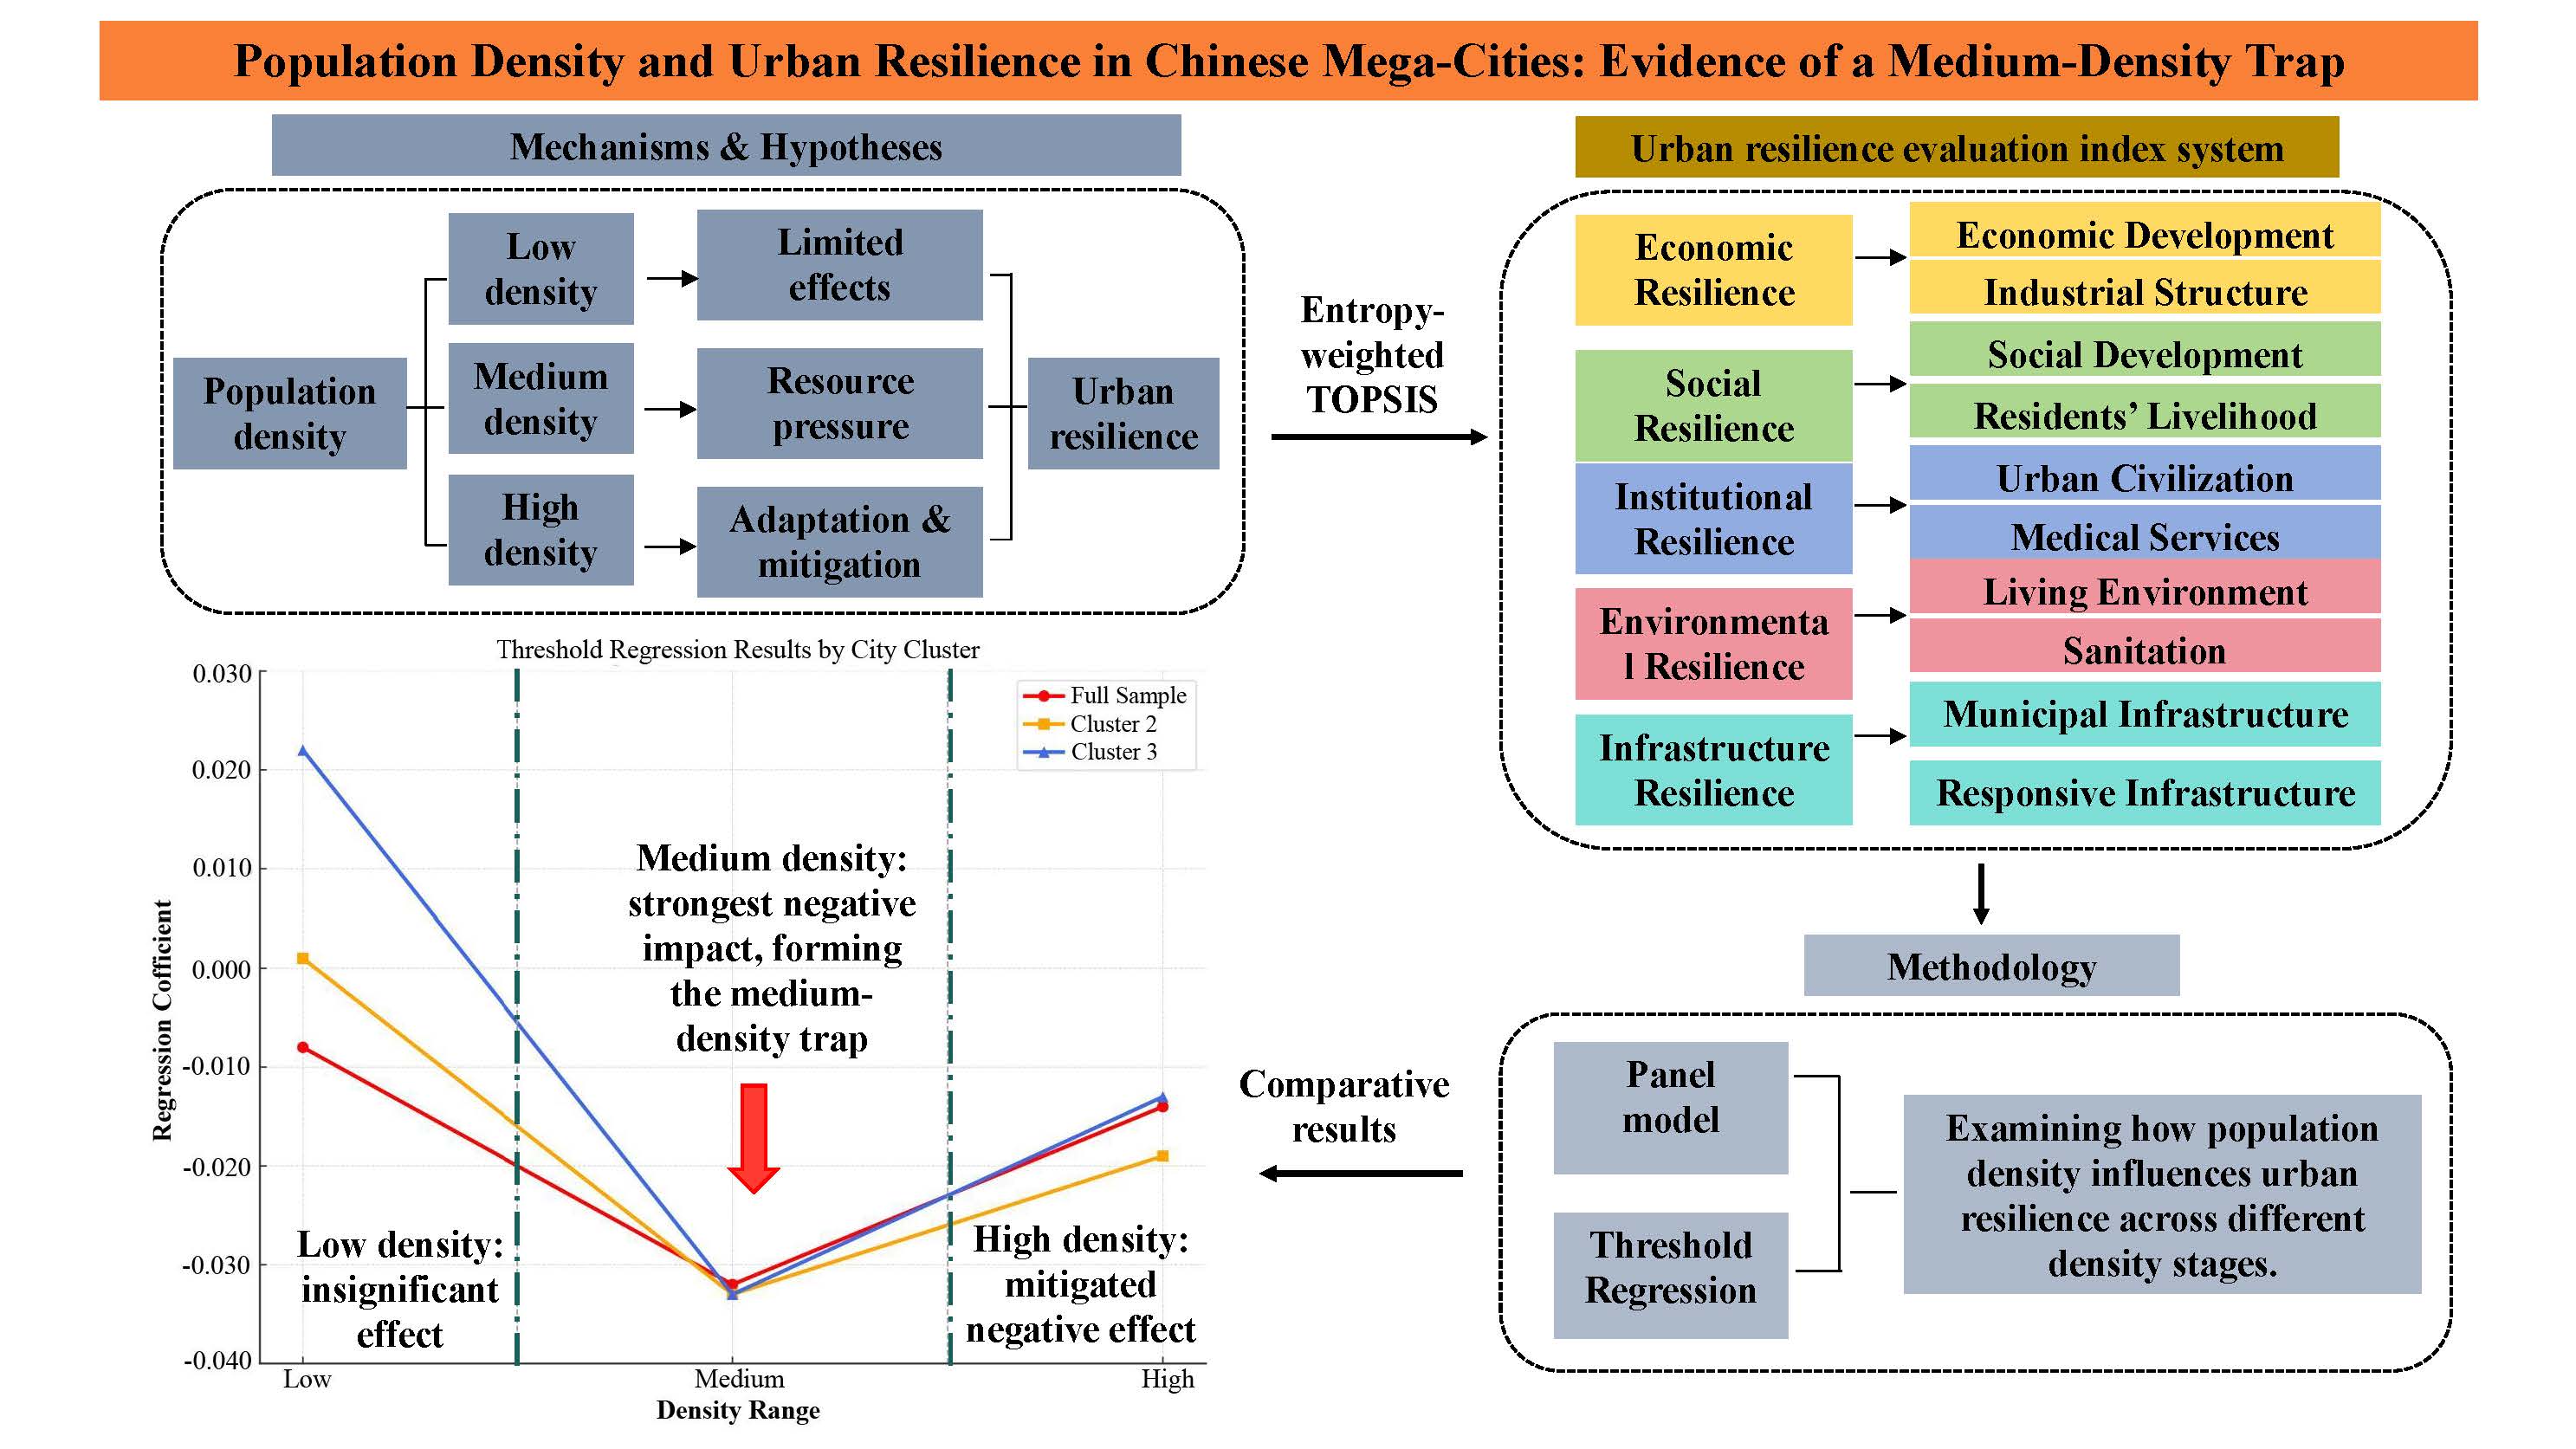 Population Density and Urban Resilience in Chinese Mega-Cities: Evidence of a Medium-Density Trap
Mechanisms & Hypotheses
Population
density
Low
density
Medium
density
High
density
Limited
effects
Resource
pressure
Adaptation &
mitigation
Urban
resilience
Entropy-
weighted
TOPSIS
Urban resilience evaluation index system
Economic
Resilience
Economic Development
Industrial Structure
Social
Resilience
Social Development
Residents’ Livelihood
Institutional
Resilience
Urban Civilization
Medical Services
Environmenta
l Resilience
Living Environment
Sanitation
Infrastructure
Resilience
Municipal Infrastructure
Responsive Infrastructure
Methodology
Panel
model
Threshold
Regression
Examining how population
density influences urban
resilience across different
density stages.
Comparative
results
Threshold Regression Results by City Cluster
Full Sample
Cluster 2
Cluster 3
Regression Cofficient
0.030
0.020
0.010
0.000
-0.010
-0.020
-0.030
-0.040
Medium density:
strongest negative
impact, forming
the medium-
density trap
Low density:
insignificant
effect
High density:
mitigated
negative effect
Low
Medium
High
Density Range